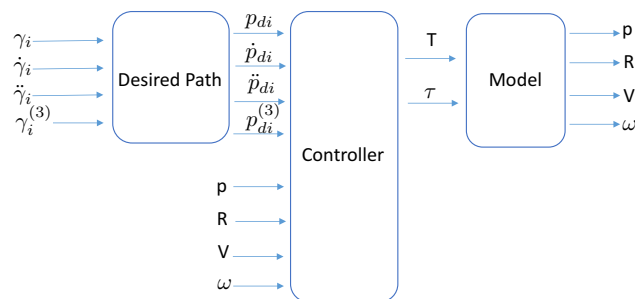 γ_i
γ̇_i
γ̈_i
γ_i^(3)
Desired Path
p_di
ṗ_di
p̈_di
p_di^(3)
p
R
V
ω
Controller
T
τ
Model
p
R
V
ω